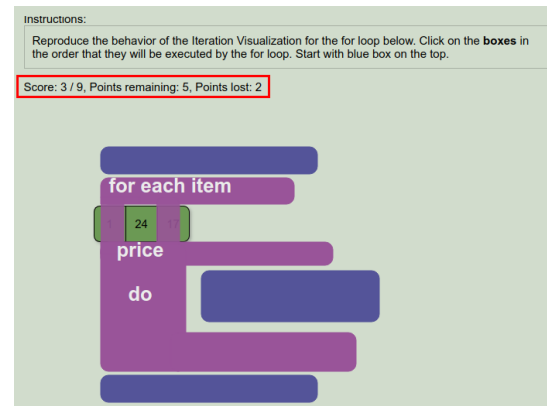 Instructions:
Reproduce the behavior of the Iteration Visualization for the for loop below. Click on the boxes in
the order that they will be executed by the for loop. Start with blue box on the top.
Score: 3 / 9, Points remaining: 5, Points lost: 2
for each item
1 24 17
price
do